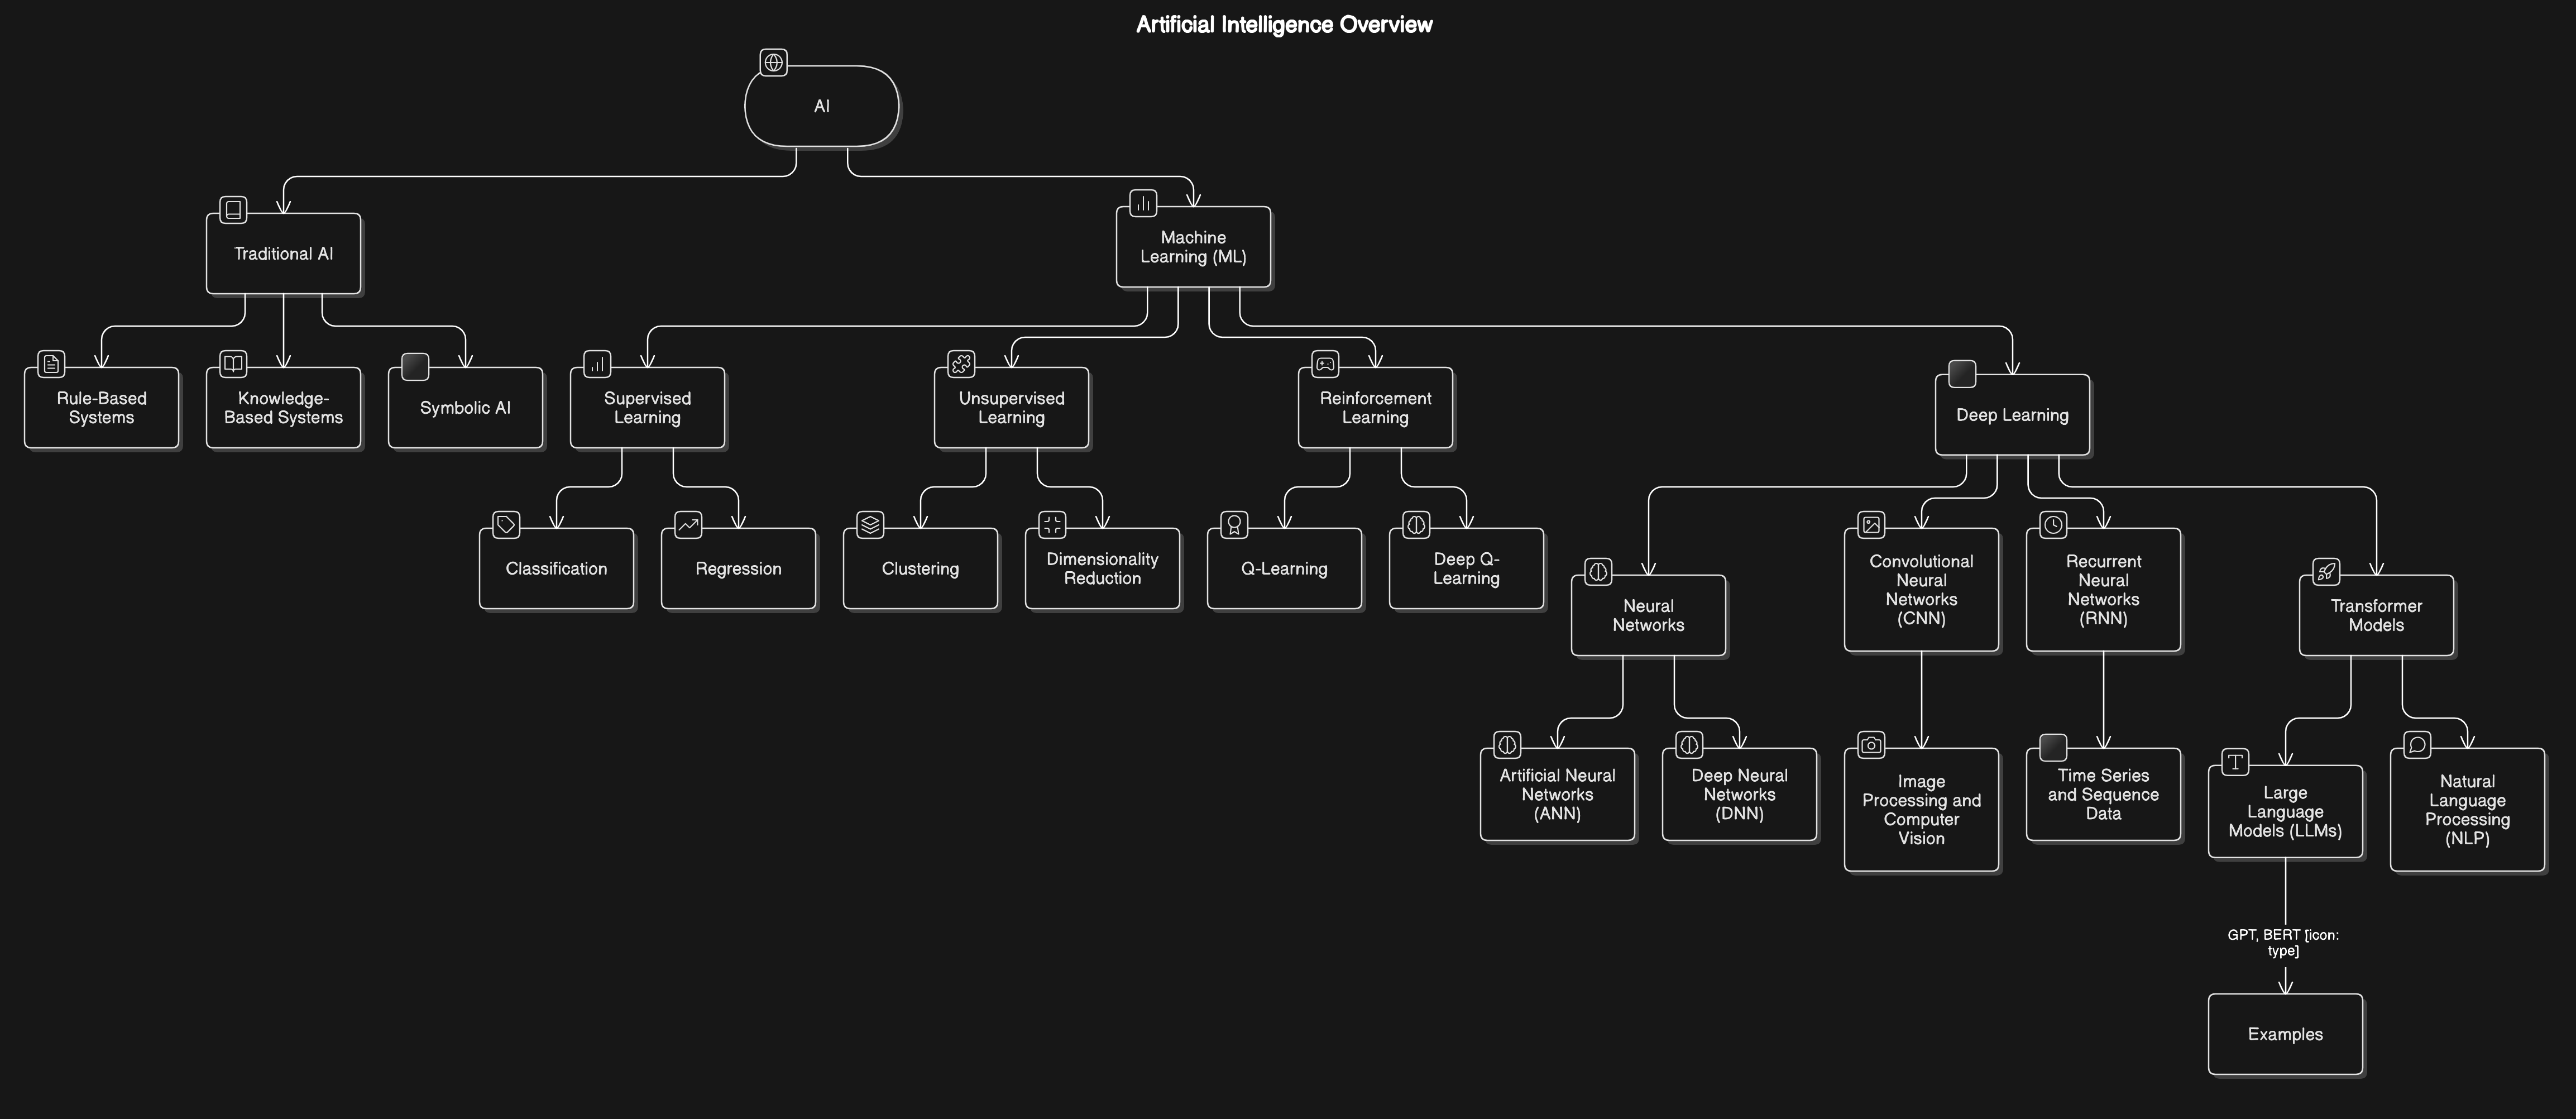 Artificial Intelligence Overview
AI
Traditional AI
Machine
Learning (ML)
Rule-Based
Systems
Knowledge-
Based Systems
Symbolic AI
Supervised
Learning
Unsupervised
Learning
Reinforcement
Learning
Deep Learning
Classification
Regression
Clustering
Dimensionality
Reduction
Q-Learning
Deep Q-
Learning
Neural
Networks
Convolutional
Neural
Networks
(CNN)
Recurrent
Neural
Networks
(RNN)
Transformer
Models
Artificial Neural
Networks
(ANN)
Deep Neural
Networks
(DNN)
Image
Processing and
Computer
Vision
Time Series
and Sequence
Data
Large
Language
Models (LLMs)
Natural
Language
Processing
(NLP)
GPT, BERT [icon:
type]
Examples